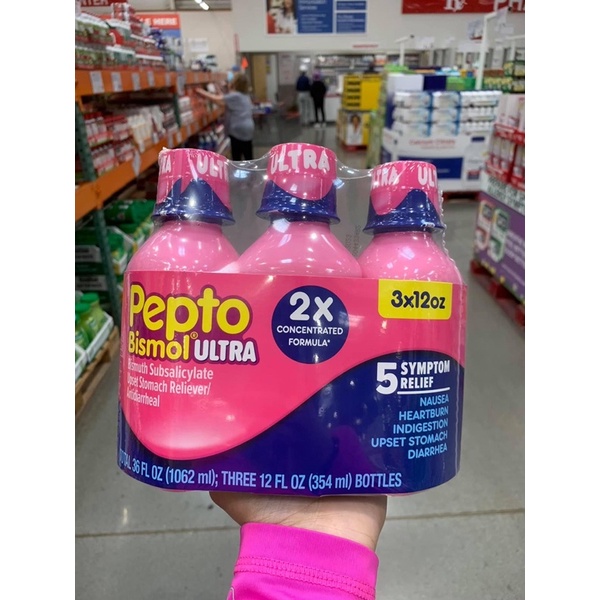 ULTRA
ULTRA
Pepto
Bismol® ULTRA
Bismuth Subsalicylate
Upset Stomach Reliever/
Antidiarrheal
2X
CONCENTRATED
FORMULA*
3x12oz
5 SYMPTOM
RELIEF
NAUSEA
HEARTBURN
INDIGESTION
UPSET STOMACH
DIARRHEA
TOTAL 36 FL OZ (1062 ml); THREE 12 FL OZ (354 ml) BOTTLES